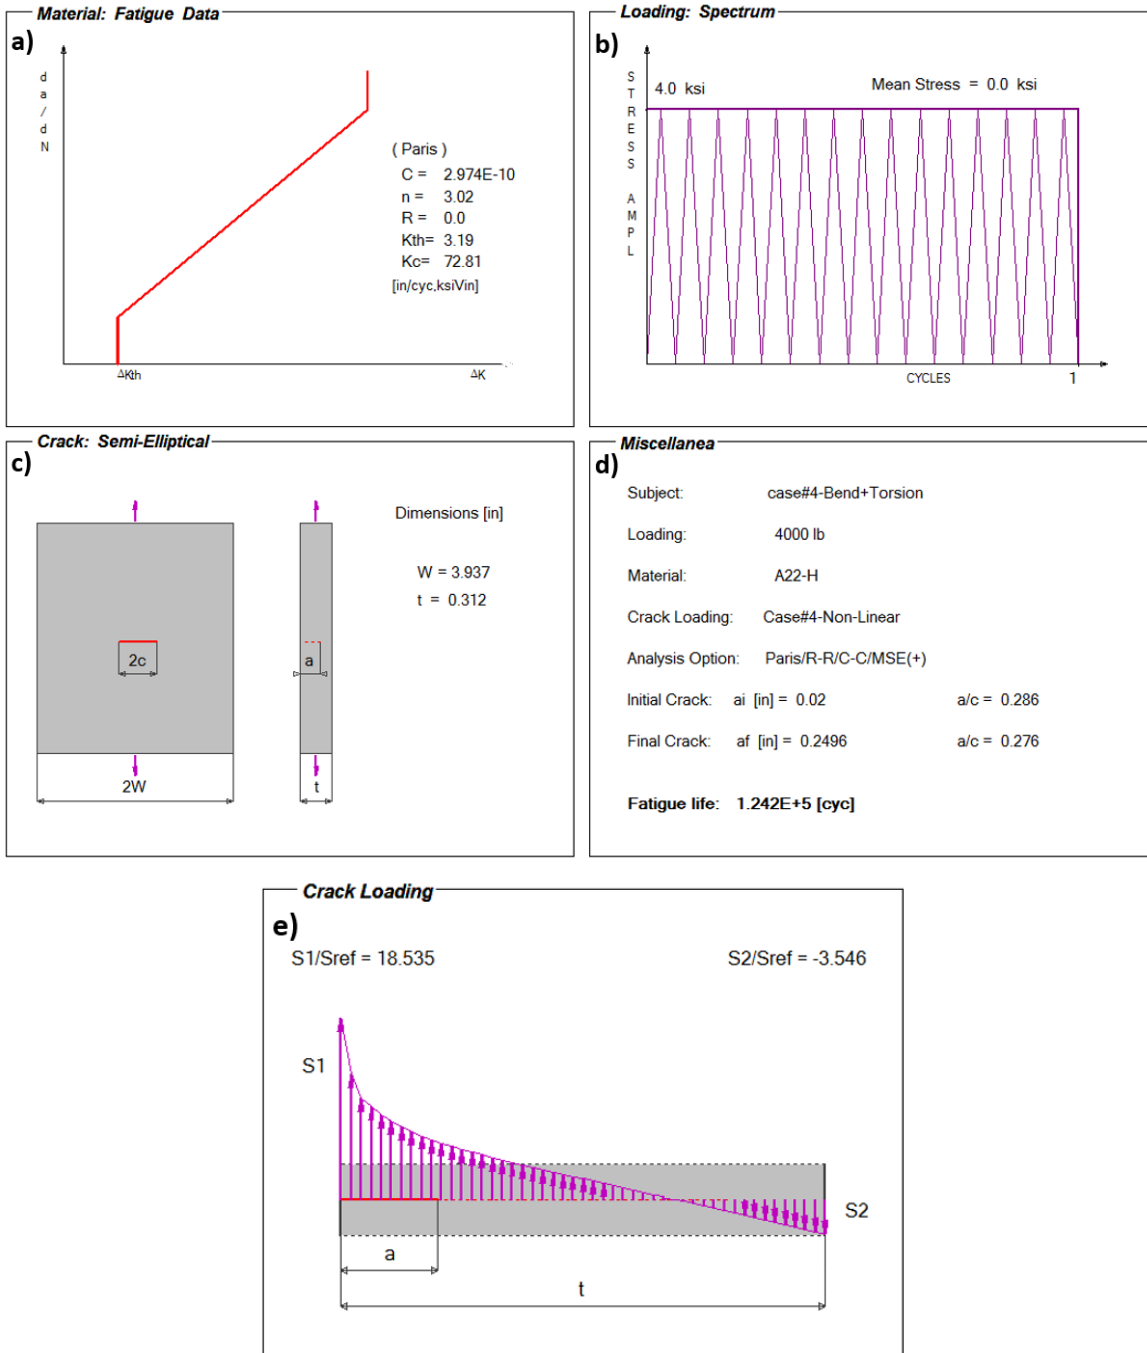 Material: Fatigue Data
a)
da/dN
( Paris )
C = 2.974E-10
n = 3.02
R = 0.0
Kth= 3.19
Kc= 72.81
[in/cyc,ksiVin]
ΔKth
ΔK
Loading: Spectrum
b)
STRESS AMPL
4.0 ksi
Mean Stress = 0.0 ksi
CYCLES
1
Crack: Semi-Elliptical
c)
Dimensions [in]
W = 3.937
t = 0.312
2c
a
2W
t
Miscellanea
d)
Subject: case#4-Bend+Torsion
Loading: 4000 lb
Material: A22-H
Crack Loading: Case#4-Non-Linear
Analysis Option: Paris/R-R/C-C/MSE(+)
Initial Crack: ai [in] = 0.02 a/c = 0.286
Final Crack: af [in] = 0.2496 a/c = 0.276
Fatigue life: 1.242E+5 [cyc]
Crack Loading
e)
S1/Sref = 18.535 S2/Sref = -3.546
S1
S2
a
t